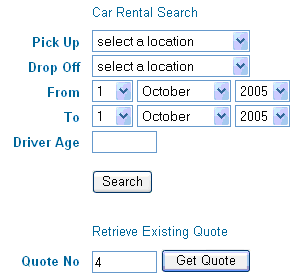 Car Rental Search
Pick Up select a location
Drop Off select a location
From 1 October 2005
To 1 October 2005
Driver Age
Search
Retrieve Existing Quote
Quote No 4 Get Quote